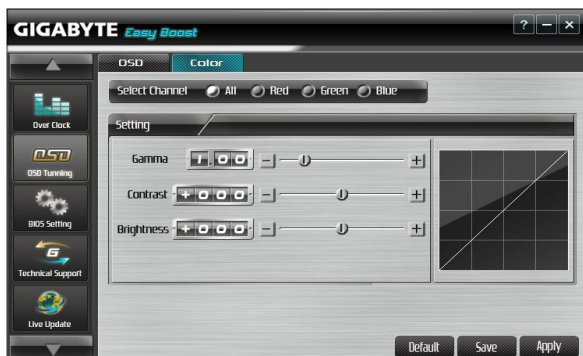 GIGABYTE Easy Boost
? − ×
OSD Color
Select Channel All Red Green Blue
Over Clock
Setting
OSD
OSD Tunning
Gamma 1.00 − +
Contrast +000 − +
BIOS Setting
Brightness +000 − +
G
Technical Support
Live Update
Default Save Apply